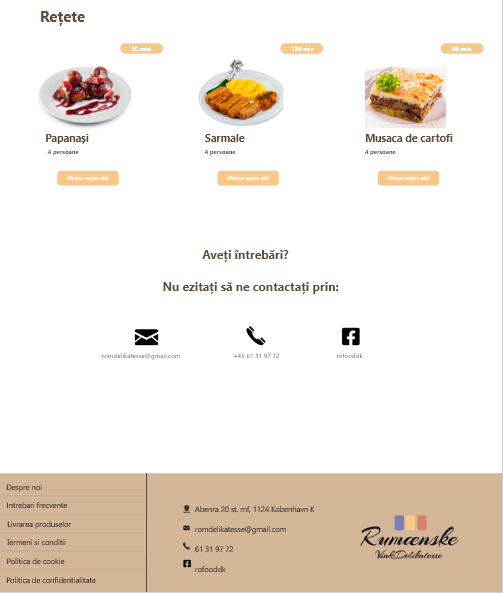 Rețete
50 min
120 min
90 min
Papanași
Sarmale
Musaca de cartofi
4 persoane
4 persoane
4 persoane
Citește rețeta aici
Citește rețeta aici
Citește rețeta aici
Aveți întrebări?
Nu ezitați să ne contactați prin:
romdelikatesse@gmail.com
+45 61 31 97 72
rofooddk
Despre noi
Intrebari frecvente
Livrarea produselor
Termeni si conditii
Politica de cookie
Politica de confidentialitate
Abenra 20 st. mf, 1124 Kobenhavn K
romdelikatesse@gmail.com
61 31 97 72
rofooddk
Rumænske
Vin&Delikatesse